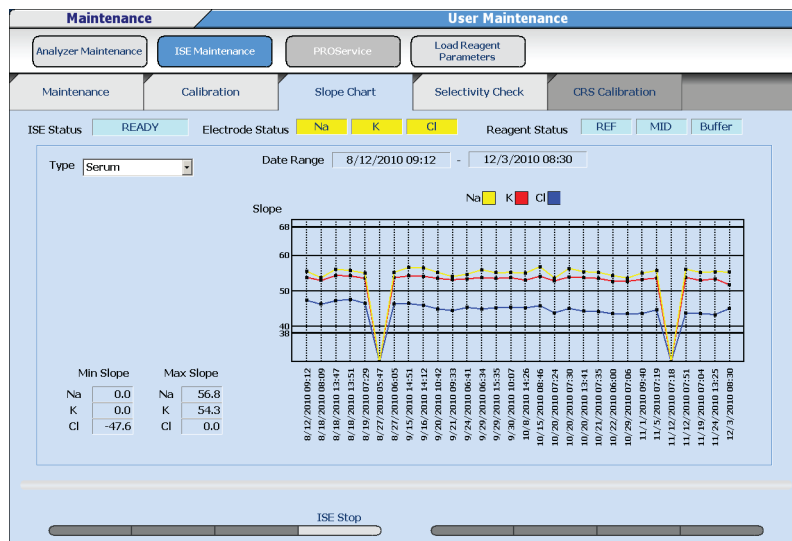 Maintenance
User Maintenance
Analyzer Maintenance
ISE Maintenance
PROService
Load Reagent
Parameters
Maintenance
Calibration
Slope Chart
Selectivity Check
CRS Calibration
ISE Status READY Electrode Status Na K Cl Reagent Status REF MID Buffer
Type Serum
Date Range 8/12/2010 09:12 - 12/3/2010 08:30
Na K Cl
Slope
68
60
50
40
38
8/12/2010 09:12
8/18/2010 08:09
8/18/2010 13:47
8/18/2010 13:51
8/19/2010 07:29
8/27/2010 05:47
8/27/2010 06:05
9/15/2010 14:51
9/16/2010 14:12
9/20/2010 10:42
9/21/2010 09:33
9/24/2010 06:41
9/29/2010 06:34
9/29/2010 15:35
9/30/2010 10:07
10/8/2010 14:26
10/15/2010 08:46
10/20/2010 07:24
10/20/2010 07:30
10/20/2010 13:41
10/21/2010 07:35
10/22/2010 06:00
10/29/2010 07:06
11/1/2010 09:40
11/5/2010 07:19
11/12/2010 07:18
11/12/2010 07:51
11/19/2010 07:04
11/24/2010 13:25
12/3/2010 08:30
Min Slope Max Slope
Na 0.0 Na 56.8
K 0.0 K 54.3
Cl -47.6 Cl 0.0
ISE Stop